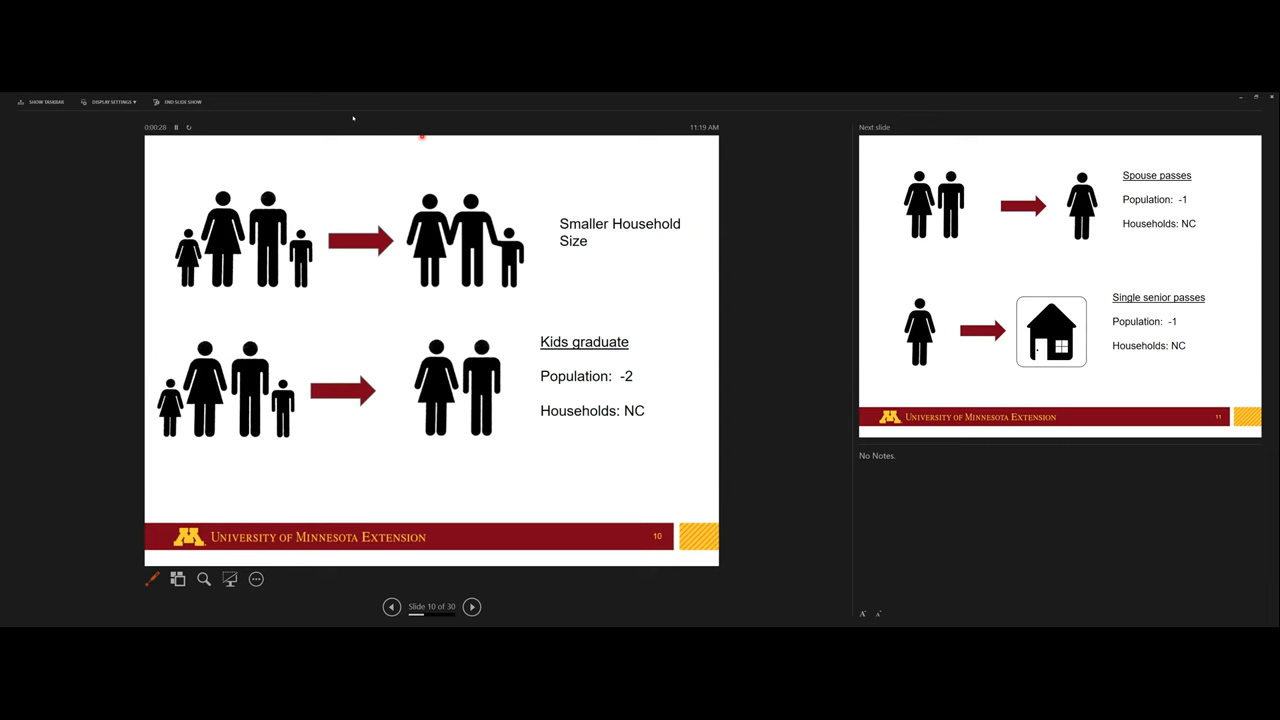 SHOW TASKBAR
DISPLAY SETTINGS ▾
END SLIDE SHOW
0:00:28
11:19 AM
Smaller Household
Size
Kids graduate
Population: -2
Households: NC
M
UNIVERSITY OF MINNESOTA EXTENSION
10
Slide 10 of 30
Next slide
Spouse passes
Population: -1
Households: NC
Single senior passes
Population: -1
Households: NC
M
UNIVERSITY OF MINNESOTA EXTENSION
11
No Notes.
A A